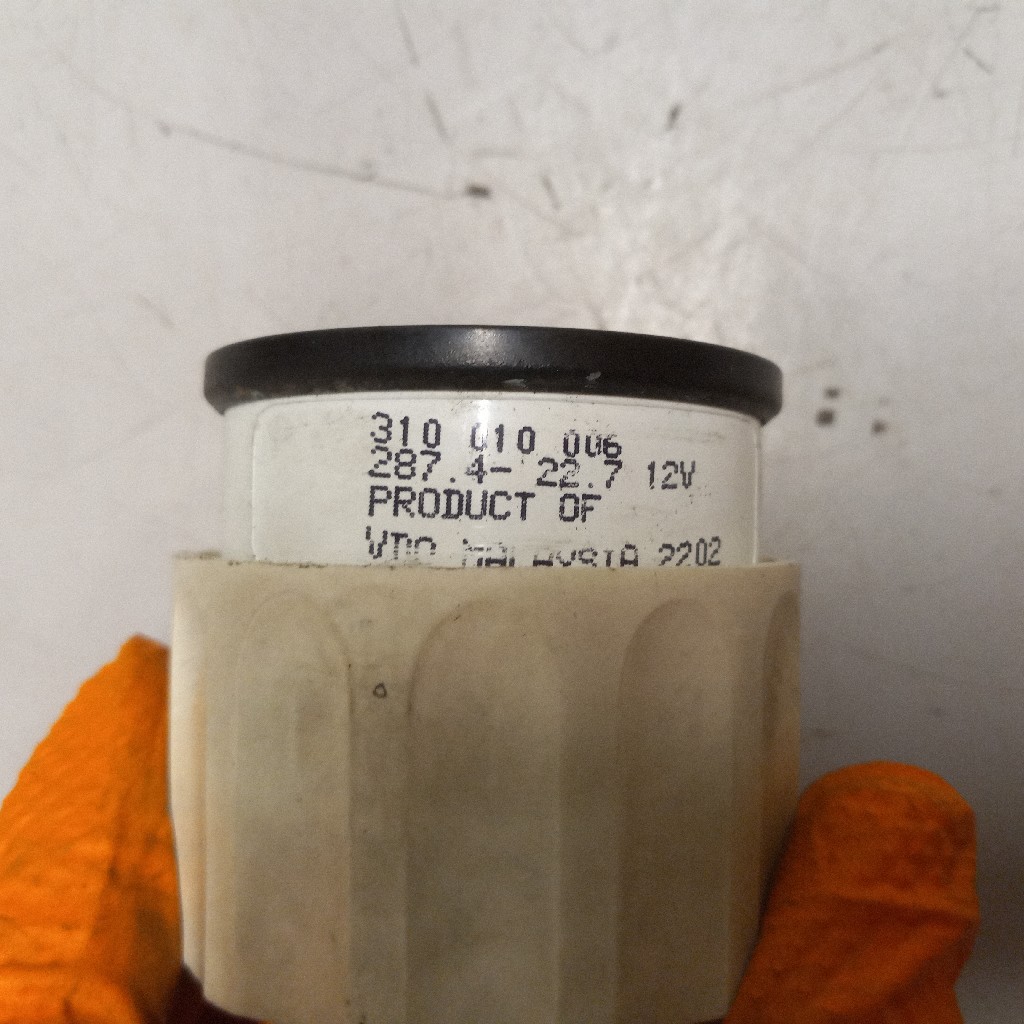 310 010 006
287.4- 22.7 12V
PRODUCT OF
VDO MALAYSIA 2202